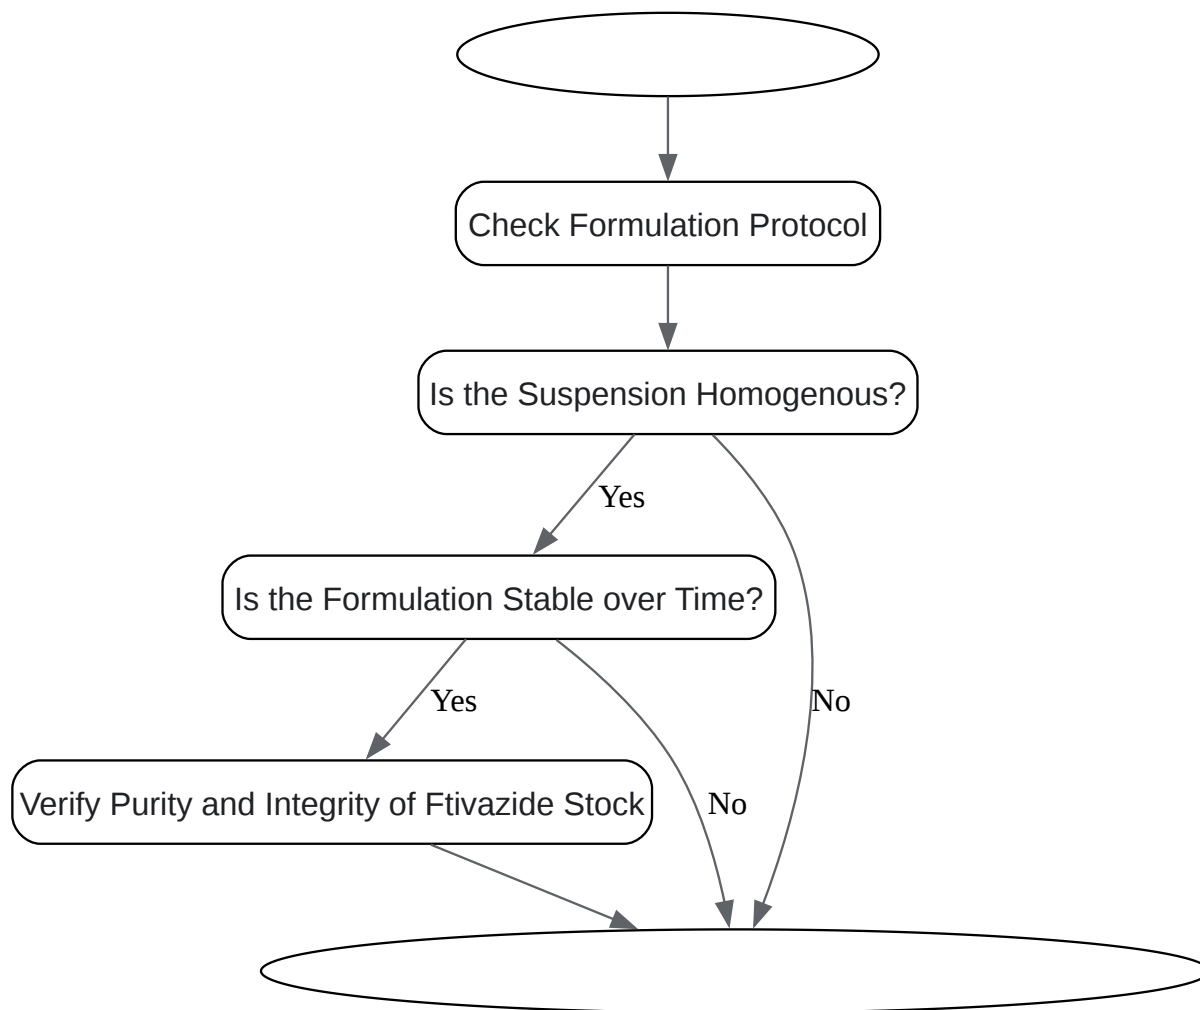 Check Formulation Protocol
Is the Suspension Homogenous?
Yes
Is the Formulation Stable over Time?
Yes
No
Verify Purity and Integrity of Ftivazide Stock
No